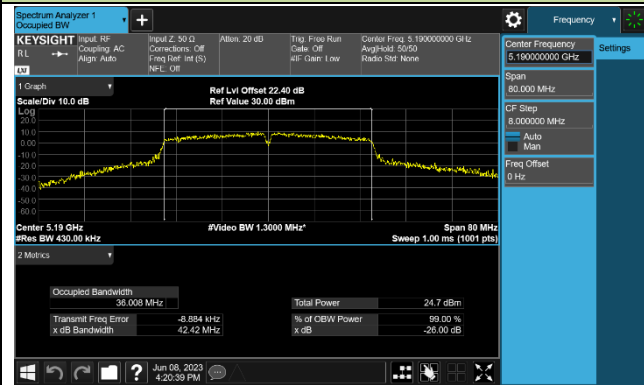 Spectrum Analyzer 1
Occupied BW
Frequency
KEYSIGHT
Input: RF
Input Z: 50 Ω
Atten: 20 dB
Trig: Free Run
Center Freq: 5.190000000 GHz
RL
Coupling: AC
Corrections: Off
Gate: Off
Avg|Hold: 50/50
Align: Auto
Freq Ref: Int (S)
#IF Gain: Low
Radio Std: None
NFE: Off
LXI
Center Frequency
5.190000000 GHz
Settings
Span
80.000 MHz
CF Step
8.000000 MHz
Auto
Man
Freq Offset
0 Hz
1 Graph
Ref Lvl Offset 22.40 dB
Scale/Div 10.0 dB
Ref Value 30.00 dBm
Log
20.0
10.0
0.00
-10.0
-20.0
-30.0
-40.0
-50.0
-60.0
Center 5.19 GHz
#Video BW 1.3000 MHz*
Span 80 MHz
#Res BW 430.00 kHz
Sweep 1.00 ms (1001 pts)
2 Metrics
Occupied Bandwidth
36.008 MHz
Total Power
24.7 dBm
Transmit Freq Error
-8.884 kHz
% of OBW Power
99.00 %
x dB Bandwidth
42.42 MHz
x dB
-26.00 dB
Jun 08, 2023
4:20:39 PM